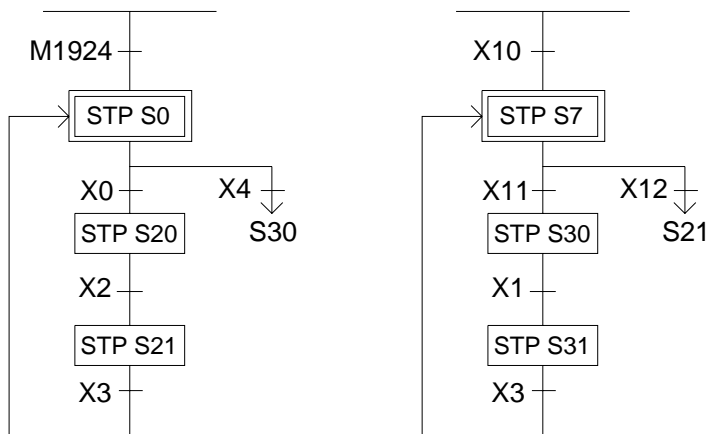 M1924
STP S0
X0
X4
S30
STP S20
X2
STP S21
X3
X10
STP S7
X11
X12
S21
STP S30
X1
STP S31
X3